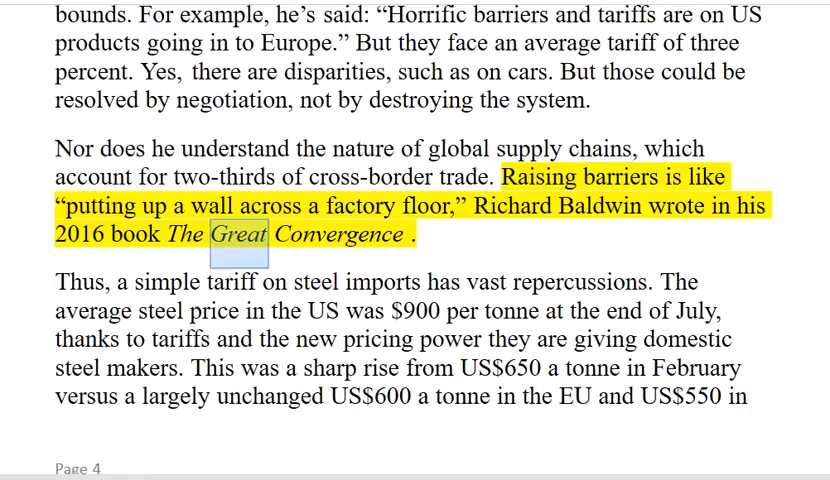 bounds. For example, he’s said: “Horrific barriers and tariffs are on US
products going in to Europe.” But they face an average tariff of three
percent. Yes, there are disparities, such as on cars. But those could be
resolved by negotiation, not by destroying the system.
Nor does he understand the nature of global supply chains, which
account for two-thirds of cross-border trade. Raising barriers is like
“putting up a wall across a factory floor,” Richard Baldwin wrote in his
2016 book The Great Convergence .
Thus, a simple tariff on steel imports has vast repercussions. The
average steel price in the US was $900 per tonne at the end of July,
thanks to tariffs and the new pricing power they are giving domestic
steel makers. This was a sharp rise from US$650 a tonne in February
versus a largely unchanged US$600 a tonne in the EU and US$550 in
Page 4